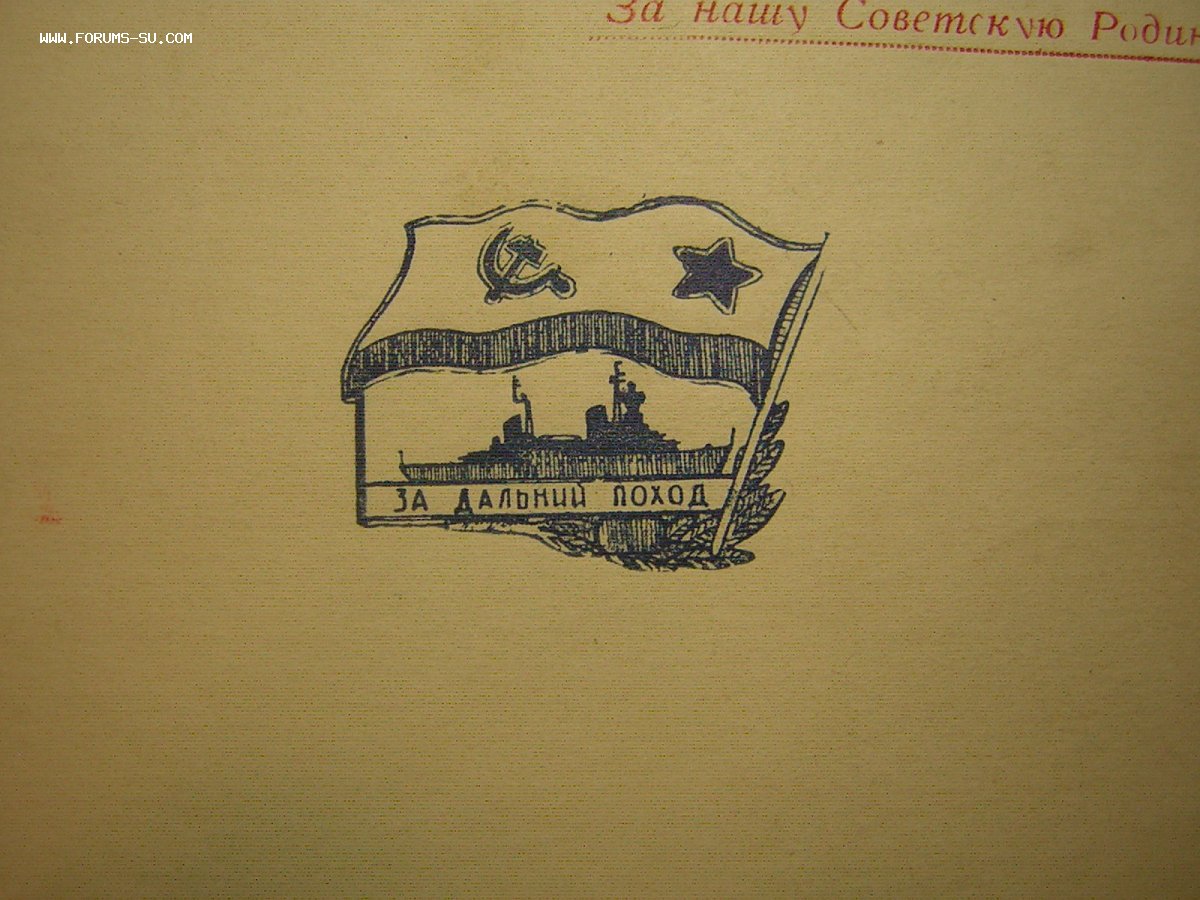 WWW.FORUMS-SU.COM
За нашу Советскую Родин
ЗА ДАЛЬНИЙ ПОХОД